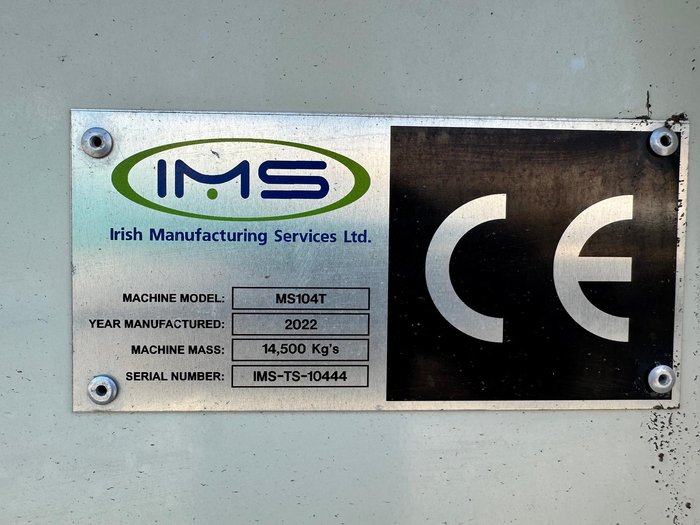 IMS
Irish Manufacturing Services Ltd.
MACHINE MODEL: MS104T
YEAR MANUFACTURED: 2022
MACHINE MASS: 14,500 Kg's
SERIAL NUMBER: IMS-TS-10444
CE